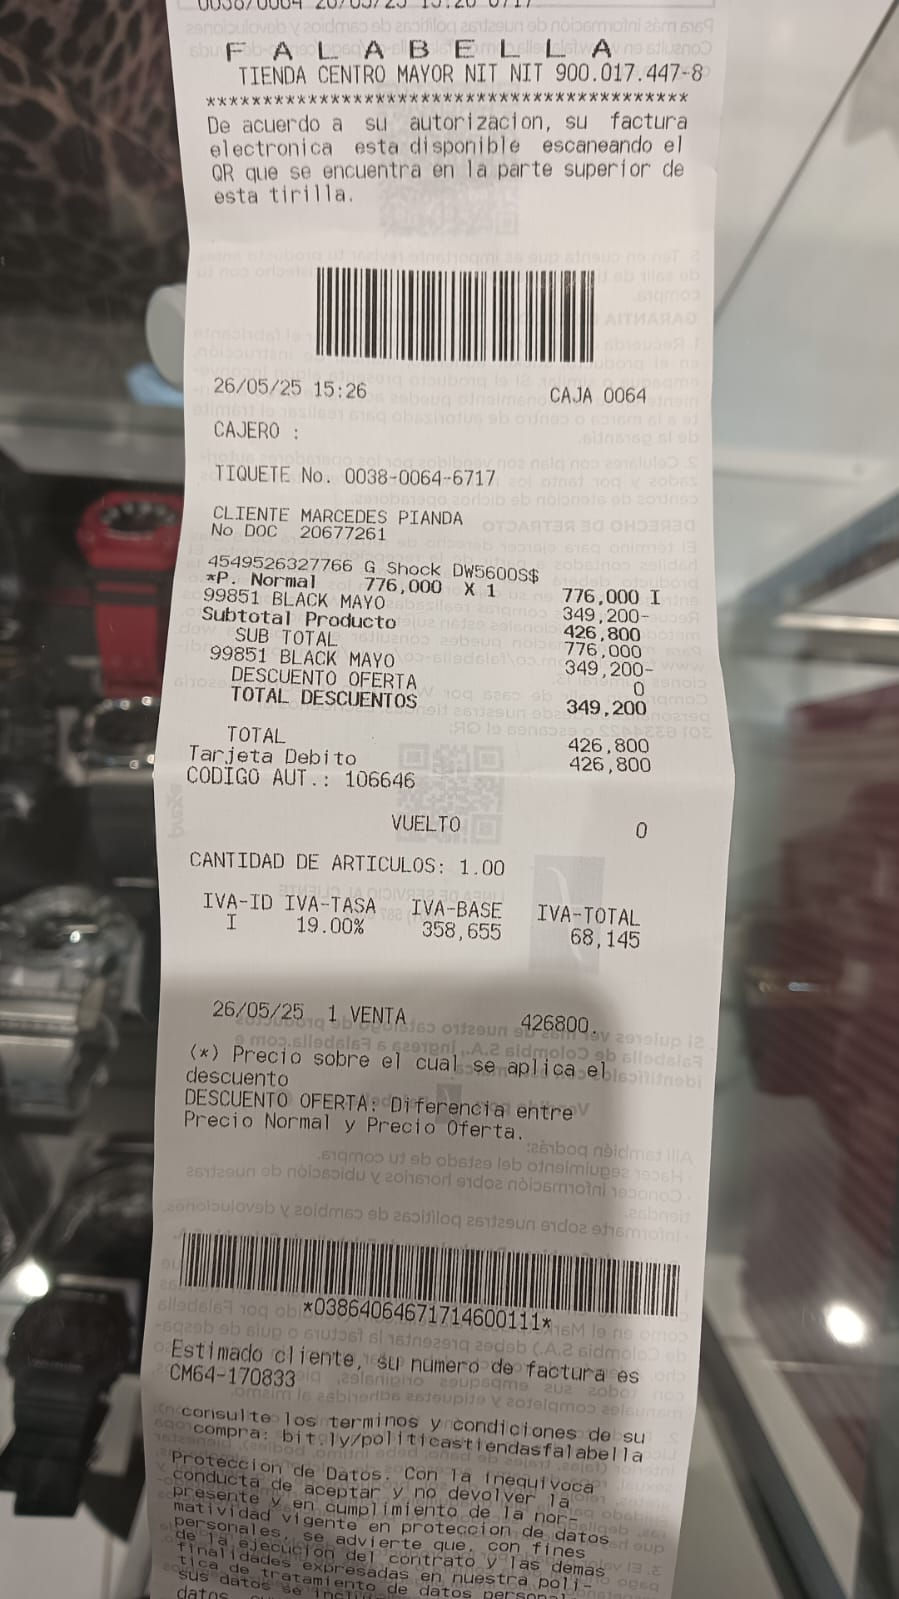 F A L A B E L L A
TIENDA CENTRO MAYOR NIT NIT 900.017.447-8
******************************************
De acuerdo a su autorizacion, su factura
electronica esta disponible escaneando el
QR que se encuentra en la parte superior de
esta tirilla.
26/05/25 15:26 CAJA 0064
CAJERO :
TIQUETE No. 0038-0064-6717
CLIENTE MARCEDES PIANDA
No DOC 20677261
4549526327766 G Shock DW5600S$
*P. Normal 776,000 X 1 776,000 I
99851 BLACK MAYO 349,200-
Subtotal Producto 426,800
SUB TOTAL 776,000
99851 BLACK MAYO 349,200-
DESCUENTO OFERTA 0
TOTAL DESCUENTOS 349,200
TOTAL 426,800
Tarjeta Debito 426,800
CODIGO AUT.: 106646
VUELTO 0
CANTIDAD DE ARTICULOS: 1.00
IVA-ID IVA-TASA IVA-BASE IVA-TOTAL
I 19.00% 358,655 68,145
26/05/25 1 VENTA 426800.
(*) Precio sobre el cual se aplica el
descuento
DESCUENTO OFERTA: Diferencia entre
Precio Normal y Precio Oferta.
*03864064671714600111*
Estimado cliente, su numero de factura es
CM64-170833
consulte los terminos y condiciones de su
compra: bit.ly/politicastiendasfalabella
Proteccion de Datos. Con la inequivoca
conducta de aceptar y no devolver la
presente y en cumplimiento de la nor-
matividad vigente en proteccion de datos
personales, se advierte que, con fines
de la ejecucion del contrato y las demas
finalidades expresadas en nuestra poli-
tica de tratamiento de datos
sus datos se
datos